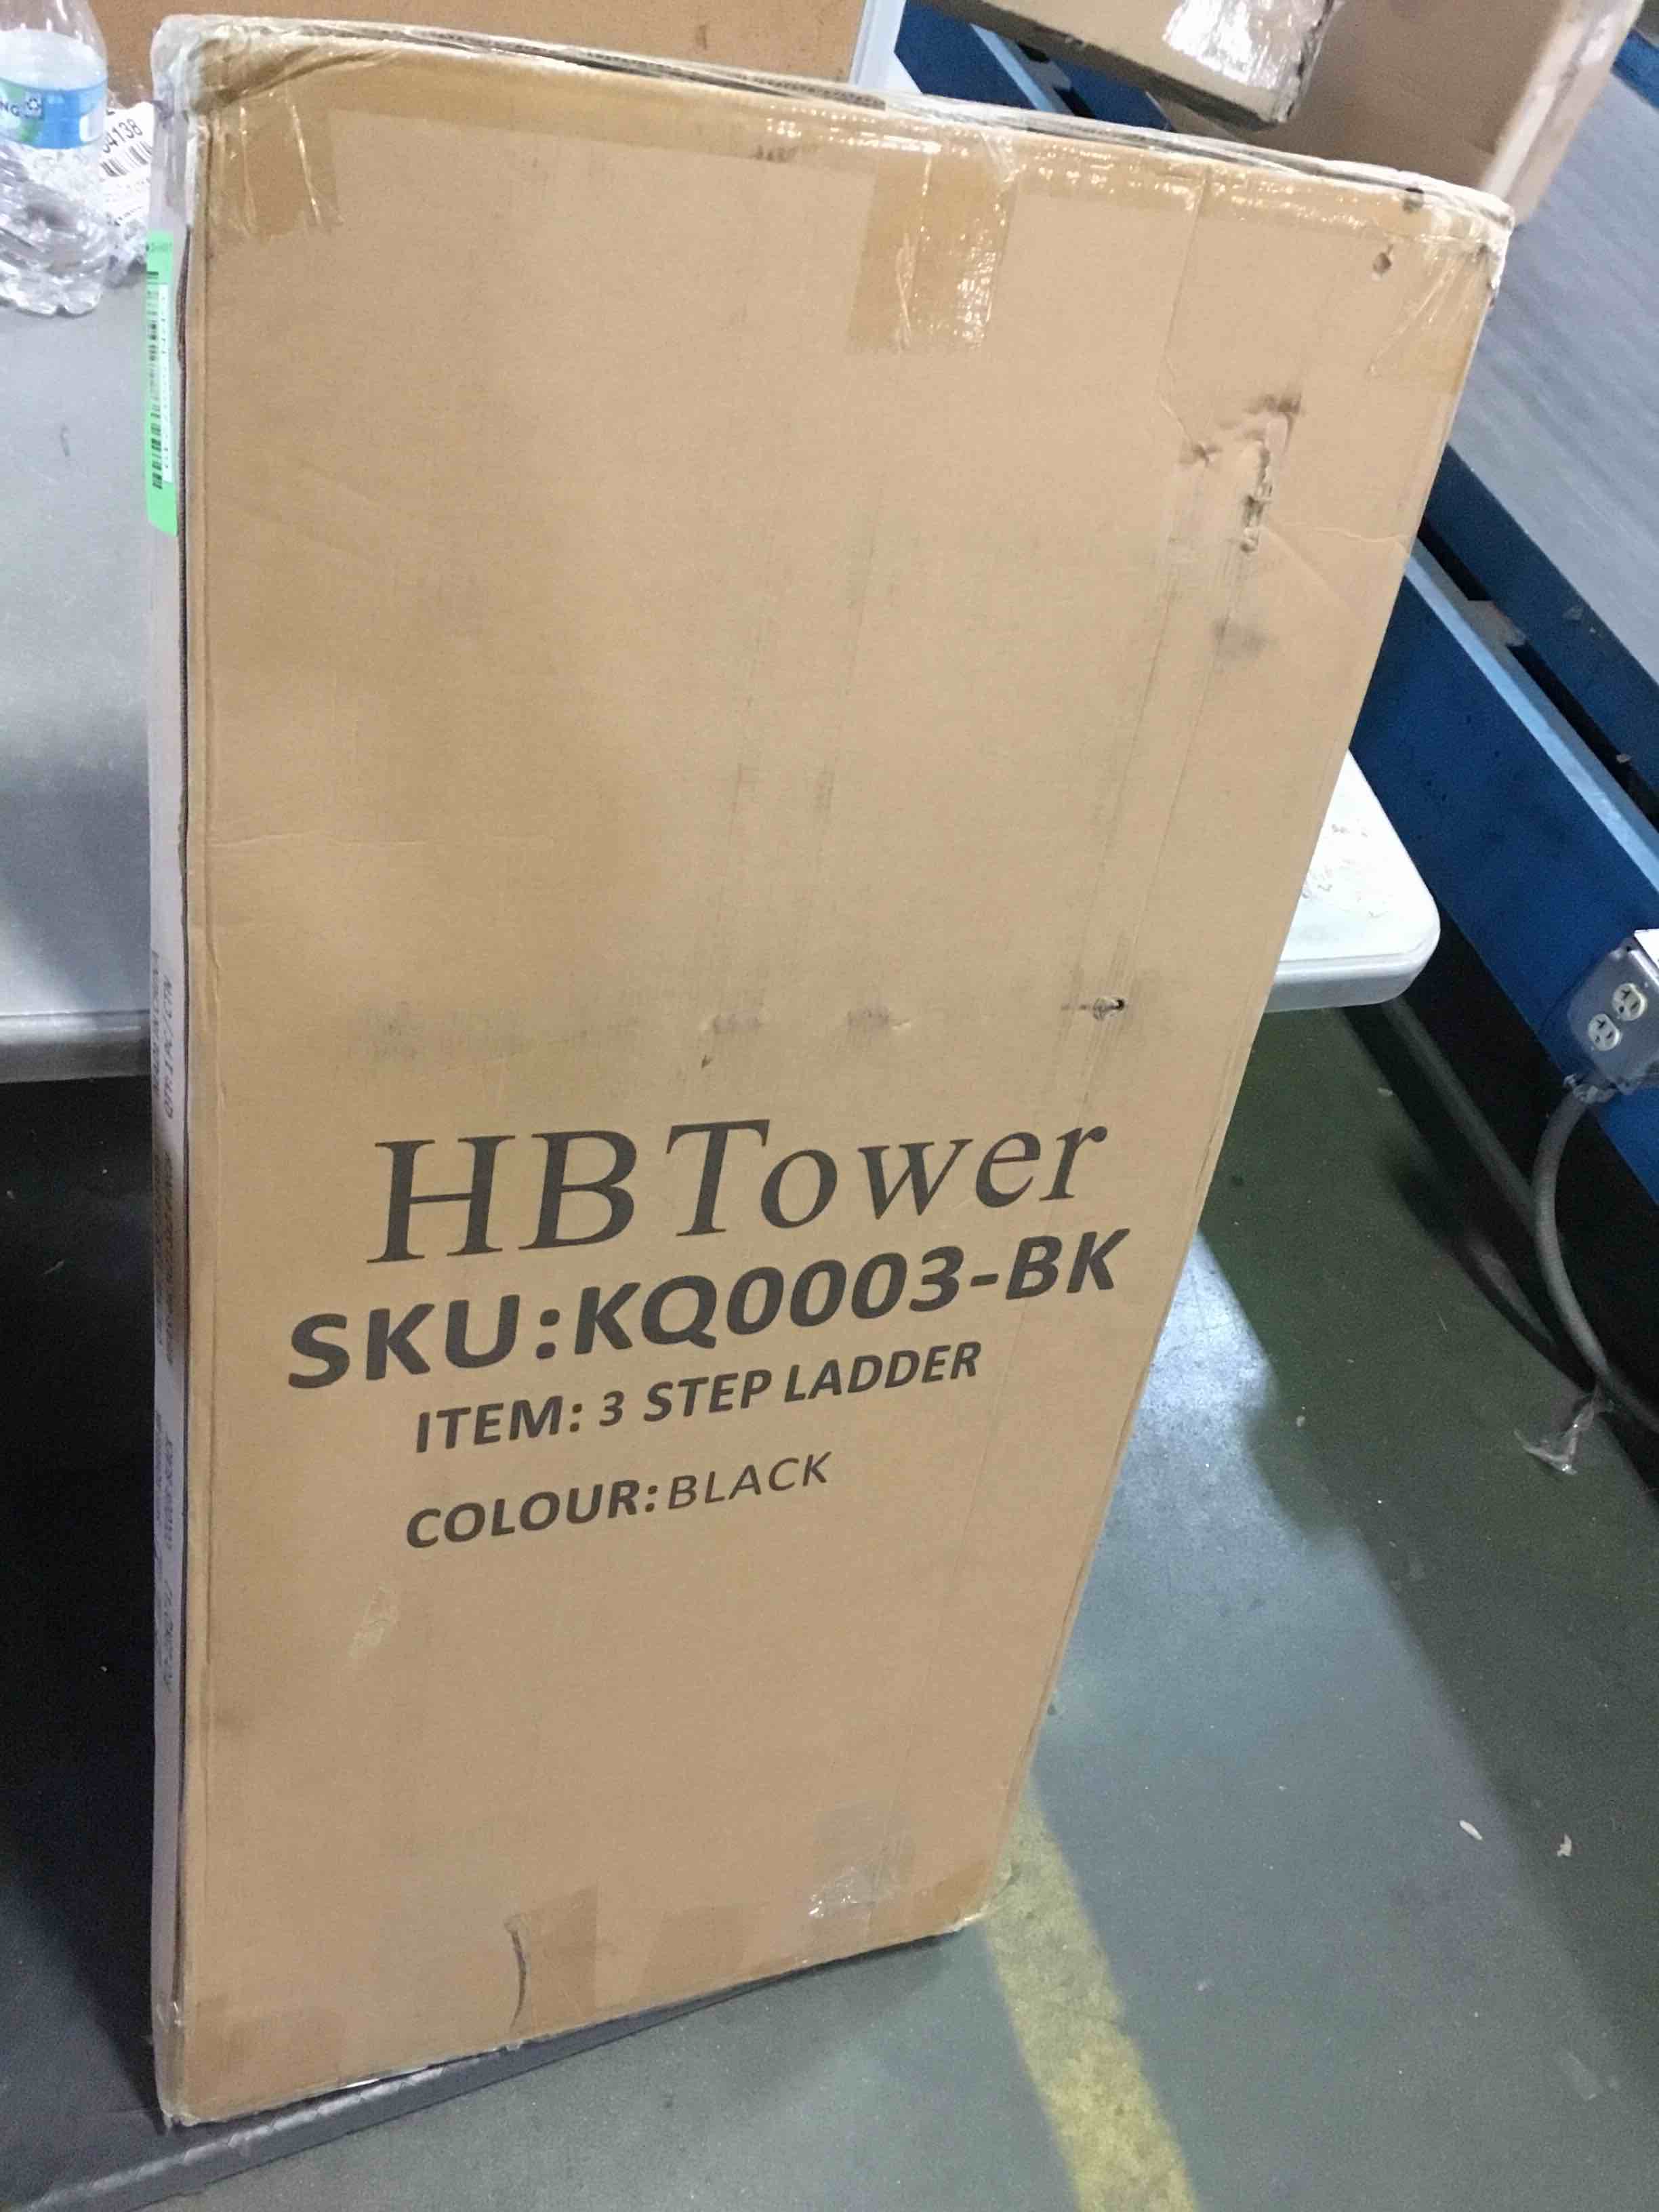 HBTower
SKU:KQ0003-BK
ITEM: 3 STEP LADDER
COLOUR:BLACK